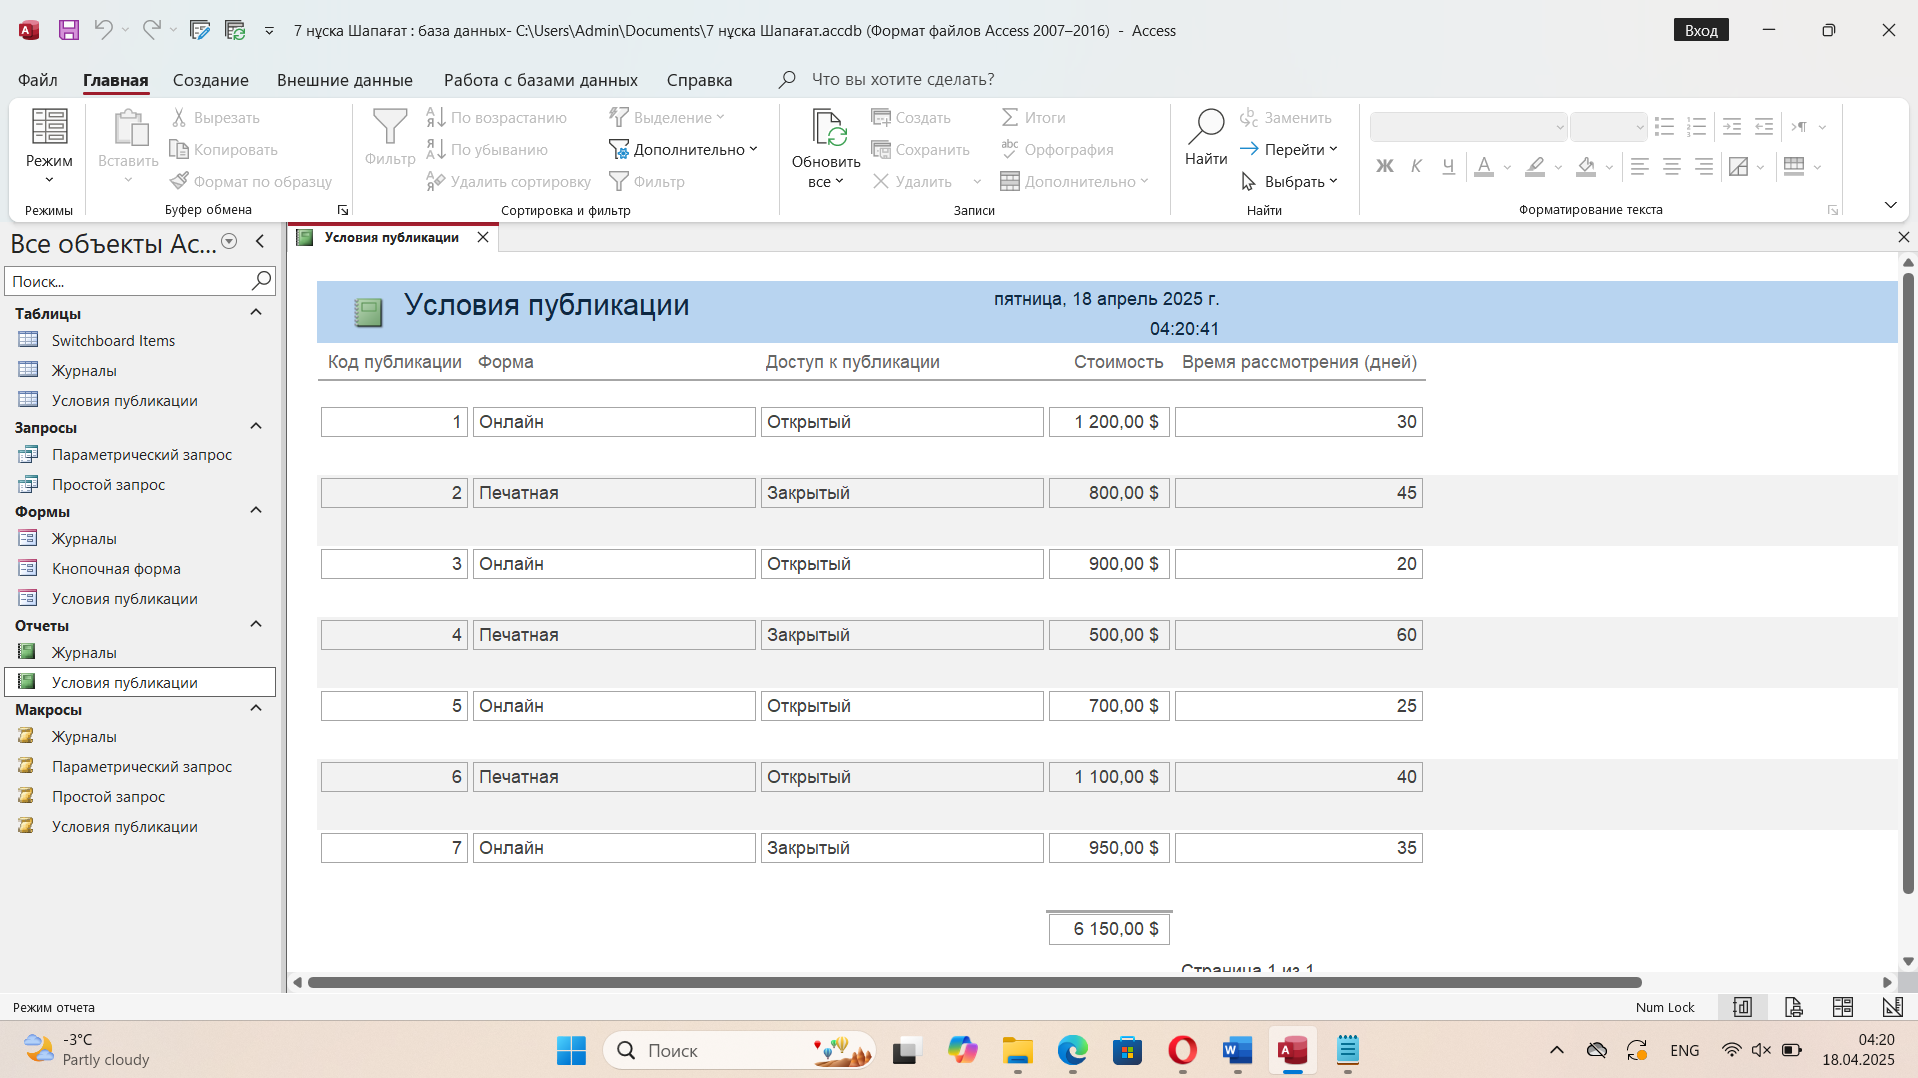 7 нұска Шапағат : база данных- C:\Users\Admin\Documents\7 нұска Шапағат.accdb (Формат файлов Access 2007–2016) - Access
Вход
Файл Главная Создание Внешние данные Работа с базами данных Справка Что вы хотите сделать?
Режим
Режимы
Вставить
Вырезать
Копировать
Формат по образцу
Буфер обмена
Фильтр
По возрастанию
По убыванию
Удалить сортировку
Выделение
Дополнительно
Фильтр
Сортировка и фильтр
Обновить
все
Создать
Сохранить
Удалить
Итоги
Орфография
Дополнительно
Записи
Найти
Заменить
Перейти
Выбрать
Найти
Ж К Ч
Форматирование текста
Все объекты Ac...
Поиск...
Таблицы
Switchboard Items
Журналы
Условия публикации
Запросы
Параметрический запрос
Простой запрос
Формы
Журналы
Кнопочная форма
Условия публикации
Отчеты
Журналы
Условия публикации
Макросы
Журналы
Параметрический запрос
Простой запрос
Условия публикации
Условия публикации
Условия публикации
пятница, 18 апрель 2025 г.
04:20:41
Код публикации Форма Доступ к публикации Стоимость Время рассмотрения (дней)
1 Онлайн Открытый 1 200,00 $ 30
2 Печатная Закрытый 800,00 $ 45
3 Онлайн Открытый 900,00 $ 20
4 Печатная Закрытый 500,00 $ 60
5 Онлайн Открытый 700,00 $ 25
6 Печатная Открытый 1 100,00 $ 40
7 Онлайн Закрытый 950,00 $ 35
6 150,00 $
Страница 1 из 1
Режим отчета
Num Lock
-3°C
Partly cloudy
Поиск
ENG
04:20
18.04.2025